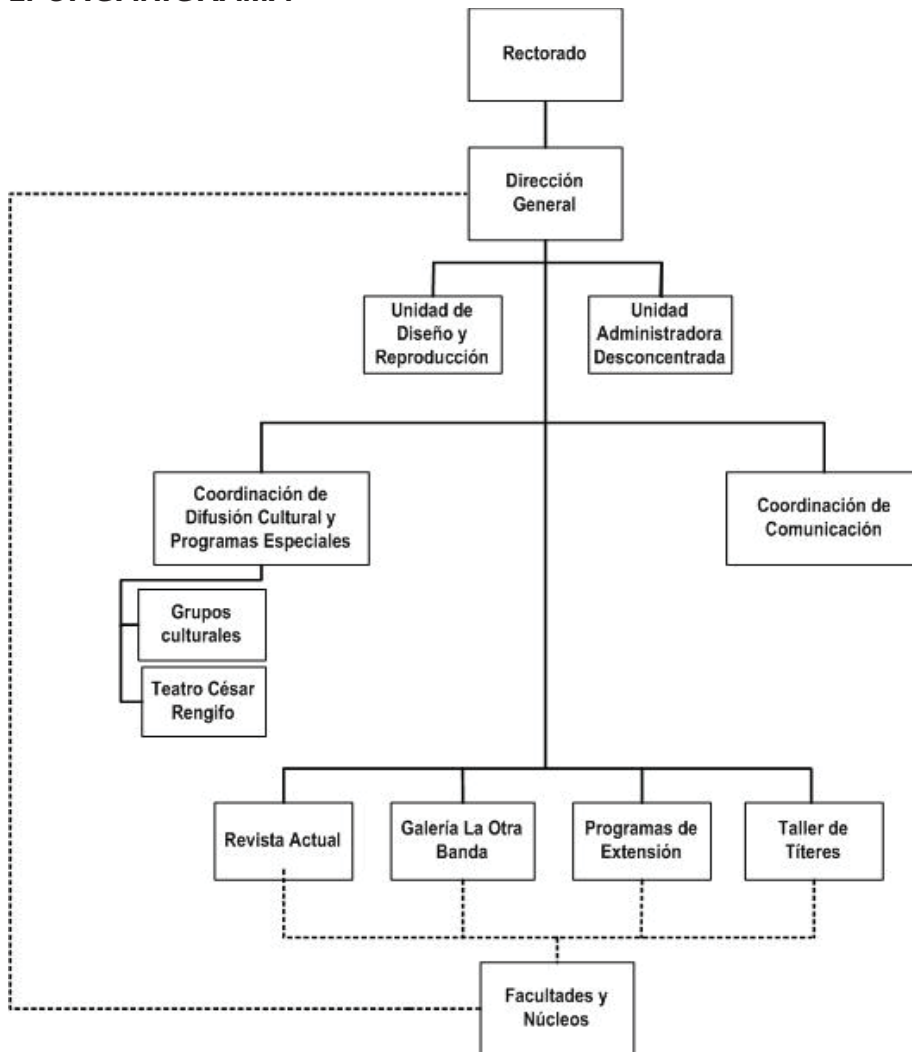 Rectorado
Dirección
General
Unidad de
Diseño y
Reproducción
Unidad
Administradora
Desconcentrada
Coordinación de
Difusión Cultural y
Programas Especiales
Coordinación de
Comunicación
Grupos
culturales
Teatro César
Rengifo
Revista Actual
Galería La Otra
Banda
Programas de
Extensión
Taller de
Títeres
Facultades y
Núcleos